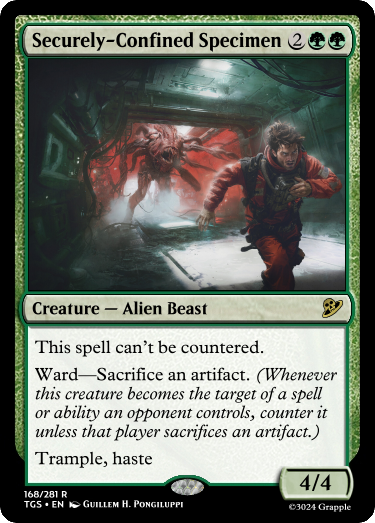 Securely-Confined Specimen 2
Creature — Alien Beast
This spell can't be countered.
Ward—Sacrifice an artifact. (Whenever
this creature becomes the target of a spell
or ability an opponent controls, counter it
unless that player sacrifices an artifact.)
Trample, haste
4/4
168/281 R
TGS • EN Guillem H. Pongiluppi
©3024 Grapple